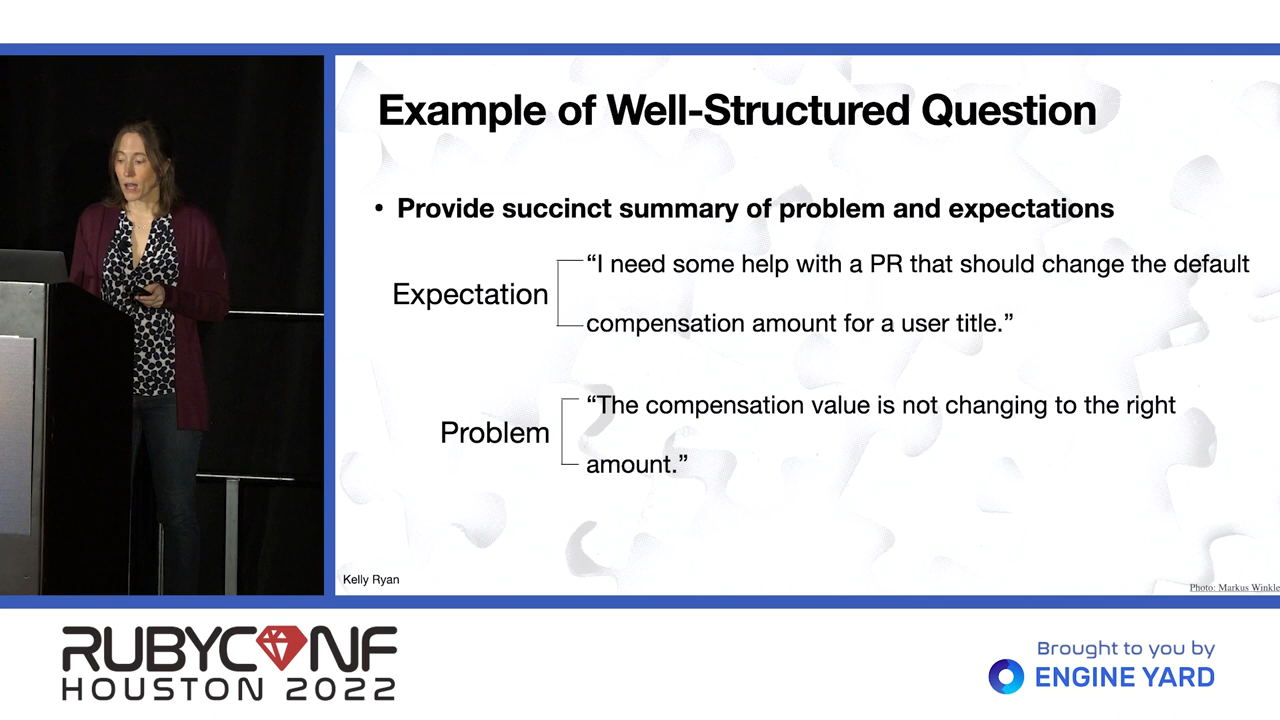 Example of Well-Structured Question
• Provide succinct summary of problem and expectations
Expectation
“I need some help with a PR that should change the default
compensation amount for a user title.”
Problem
“The compensation value is not changing to the right
amount.”
Kelly Ryan
Photo: Markus Winkle
RUBYCONF
HOUSTON 2022
Brought to you by
ENGINE YARD